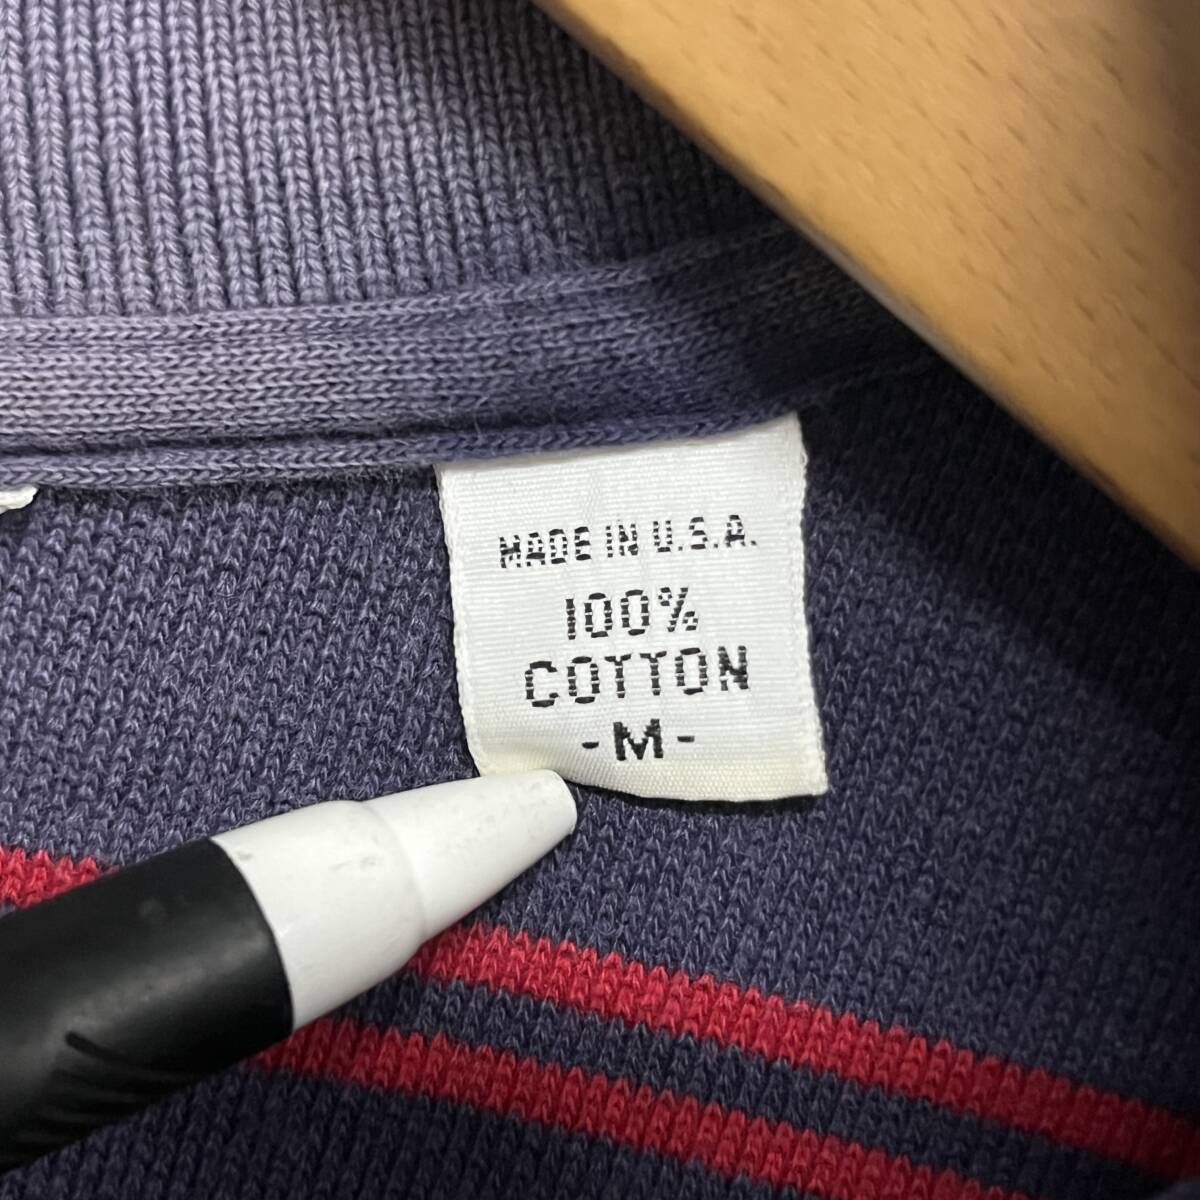 MADE IN U.S.A.
100%
COTTON
-M-